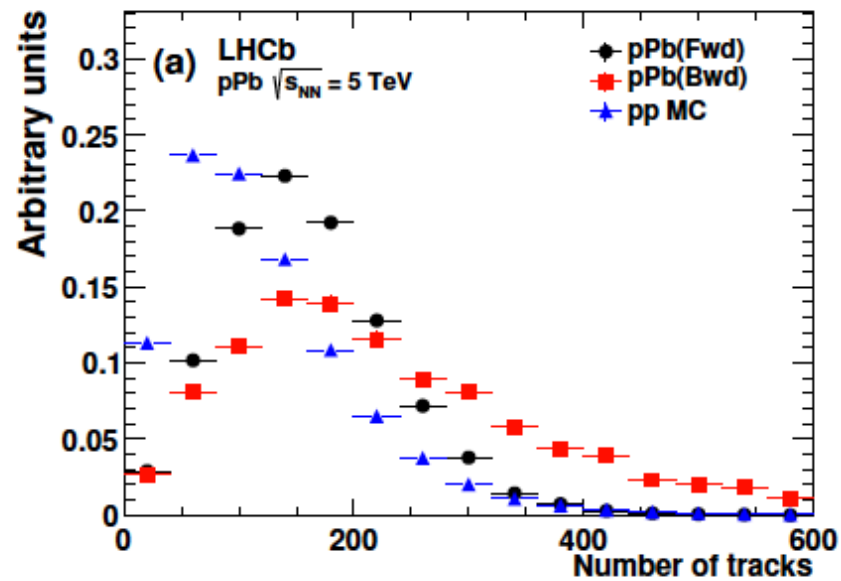 (a) LHCb
pPb √s_NN = 5 TeV
pPb(Fwd)
pPb(Bwd)
pp MC
Arbitrary units
0.3
0.25
0.2
0.15
0.1
0.05
0
0 200 400 600
Number of tracks